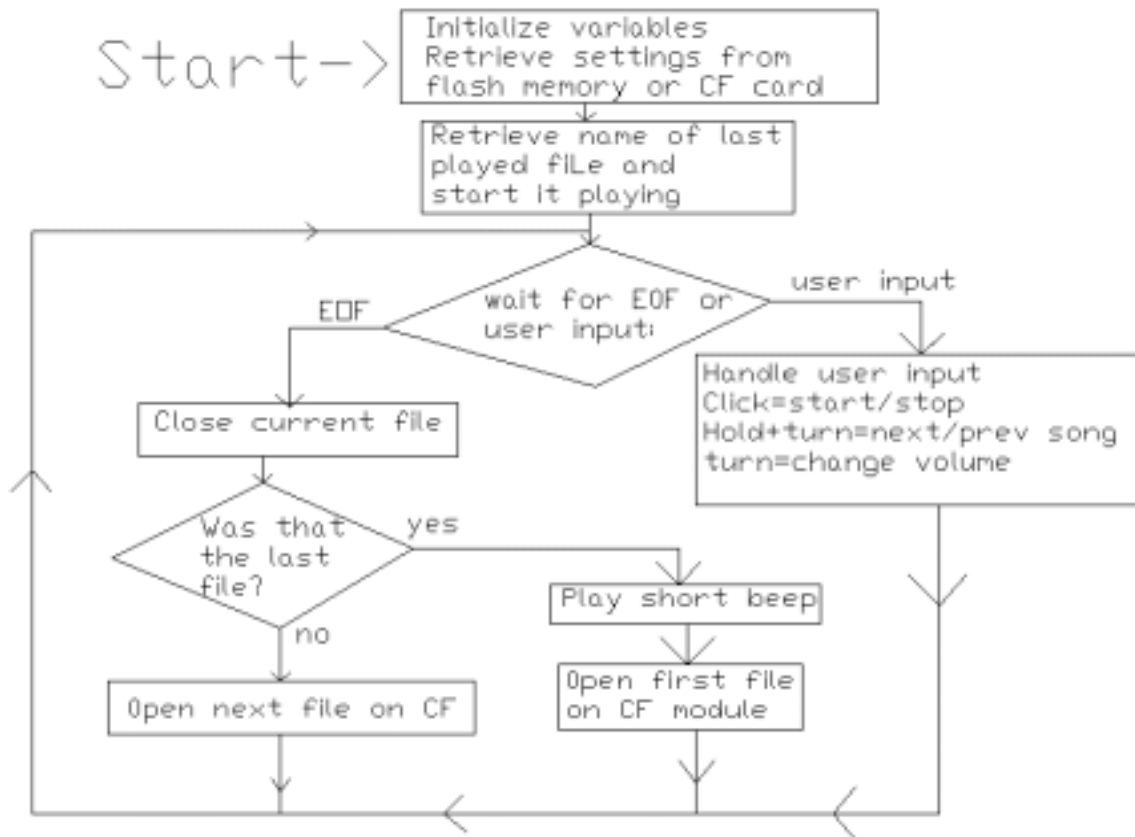 Start->
Initialize variables
Retrieve settings from
flash memory or CF card
Retrieve name of last
played fiLe and
start it playing
wait for EOF or
user input:
EOF
user input
Handle user input
Click=start/stop
Hold+turn=next/prev song
turn=change volume
Close current file
Was that
the last
file?
yes
no
Play short beep
Open next file on CF
Open first file
on CF module